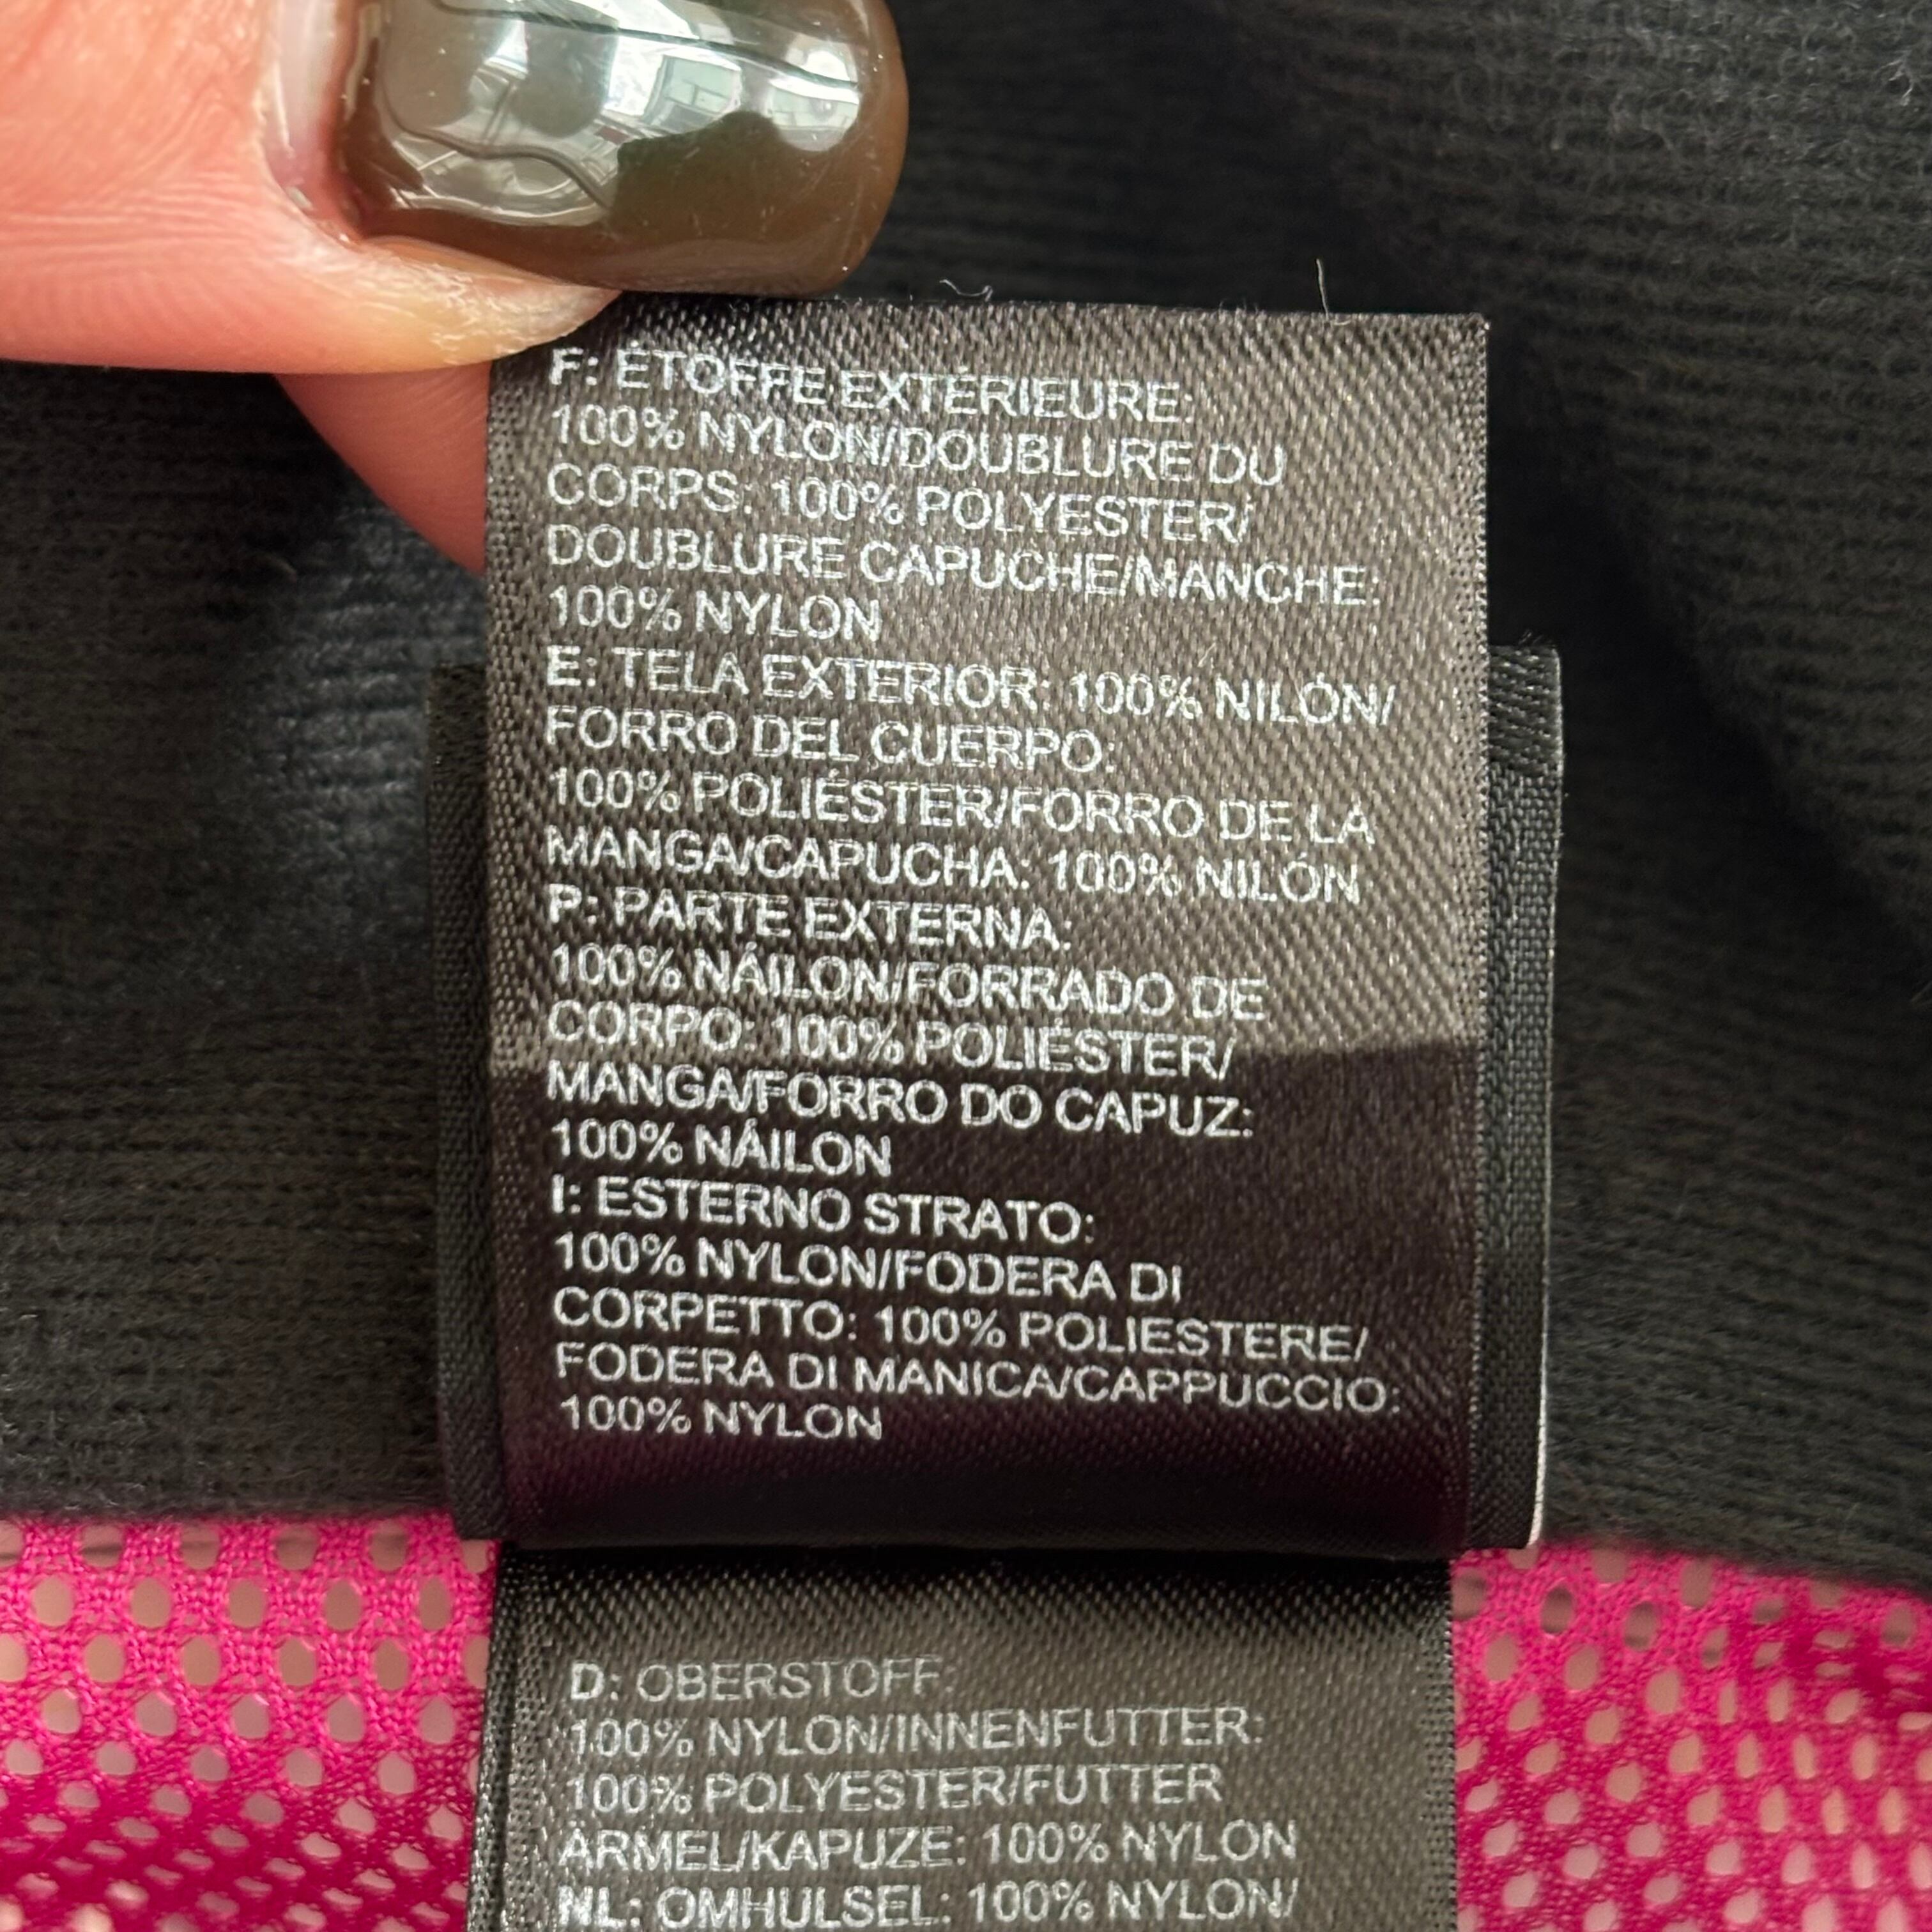 F: ÉTOFFE EXTÉRIEURE:
100% NYLON/DOUBLURE DU
CORPS: 100% POLYESTER/
DOUBLURE CAPUCHE/MANCHE:
100% NYLON
E: TELA EXTERIOR: 100% NILÓN/
FORRO DEL CUERPO:
100% POLIÉSTER/FORRO DE LA
MANGA/CAPUCHA: 100% NILÓN
P: PARTE EXTERNA:
100% NÁILON/FORRADO DE
CORPO: 100% POLIÉSTER/
MANGA/FORRO DO CAPUZ:
100% NÁILON
I: ESTERNO STRATO:
100% NYLON/FODERA DI
CORPETTO: 100% POLIESTERE/
FODERA DI MANICA/CAPPUCCIO:
100% NYLON
D: OBERSTOFF:
100% NYLON/INNENFUTTER:
100% POLYESTER/FUTTER
ÄRMEL/KAPUZE: 100% NYLON
NL: OMHULSEL: 100% NYLON/